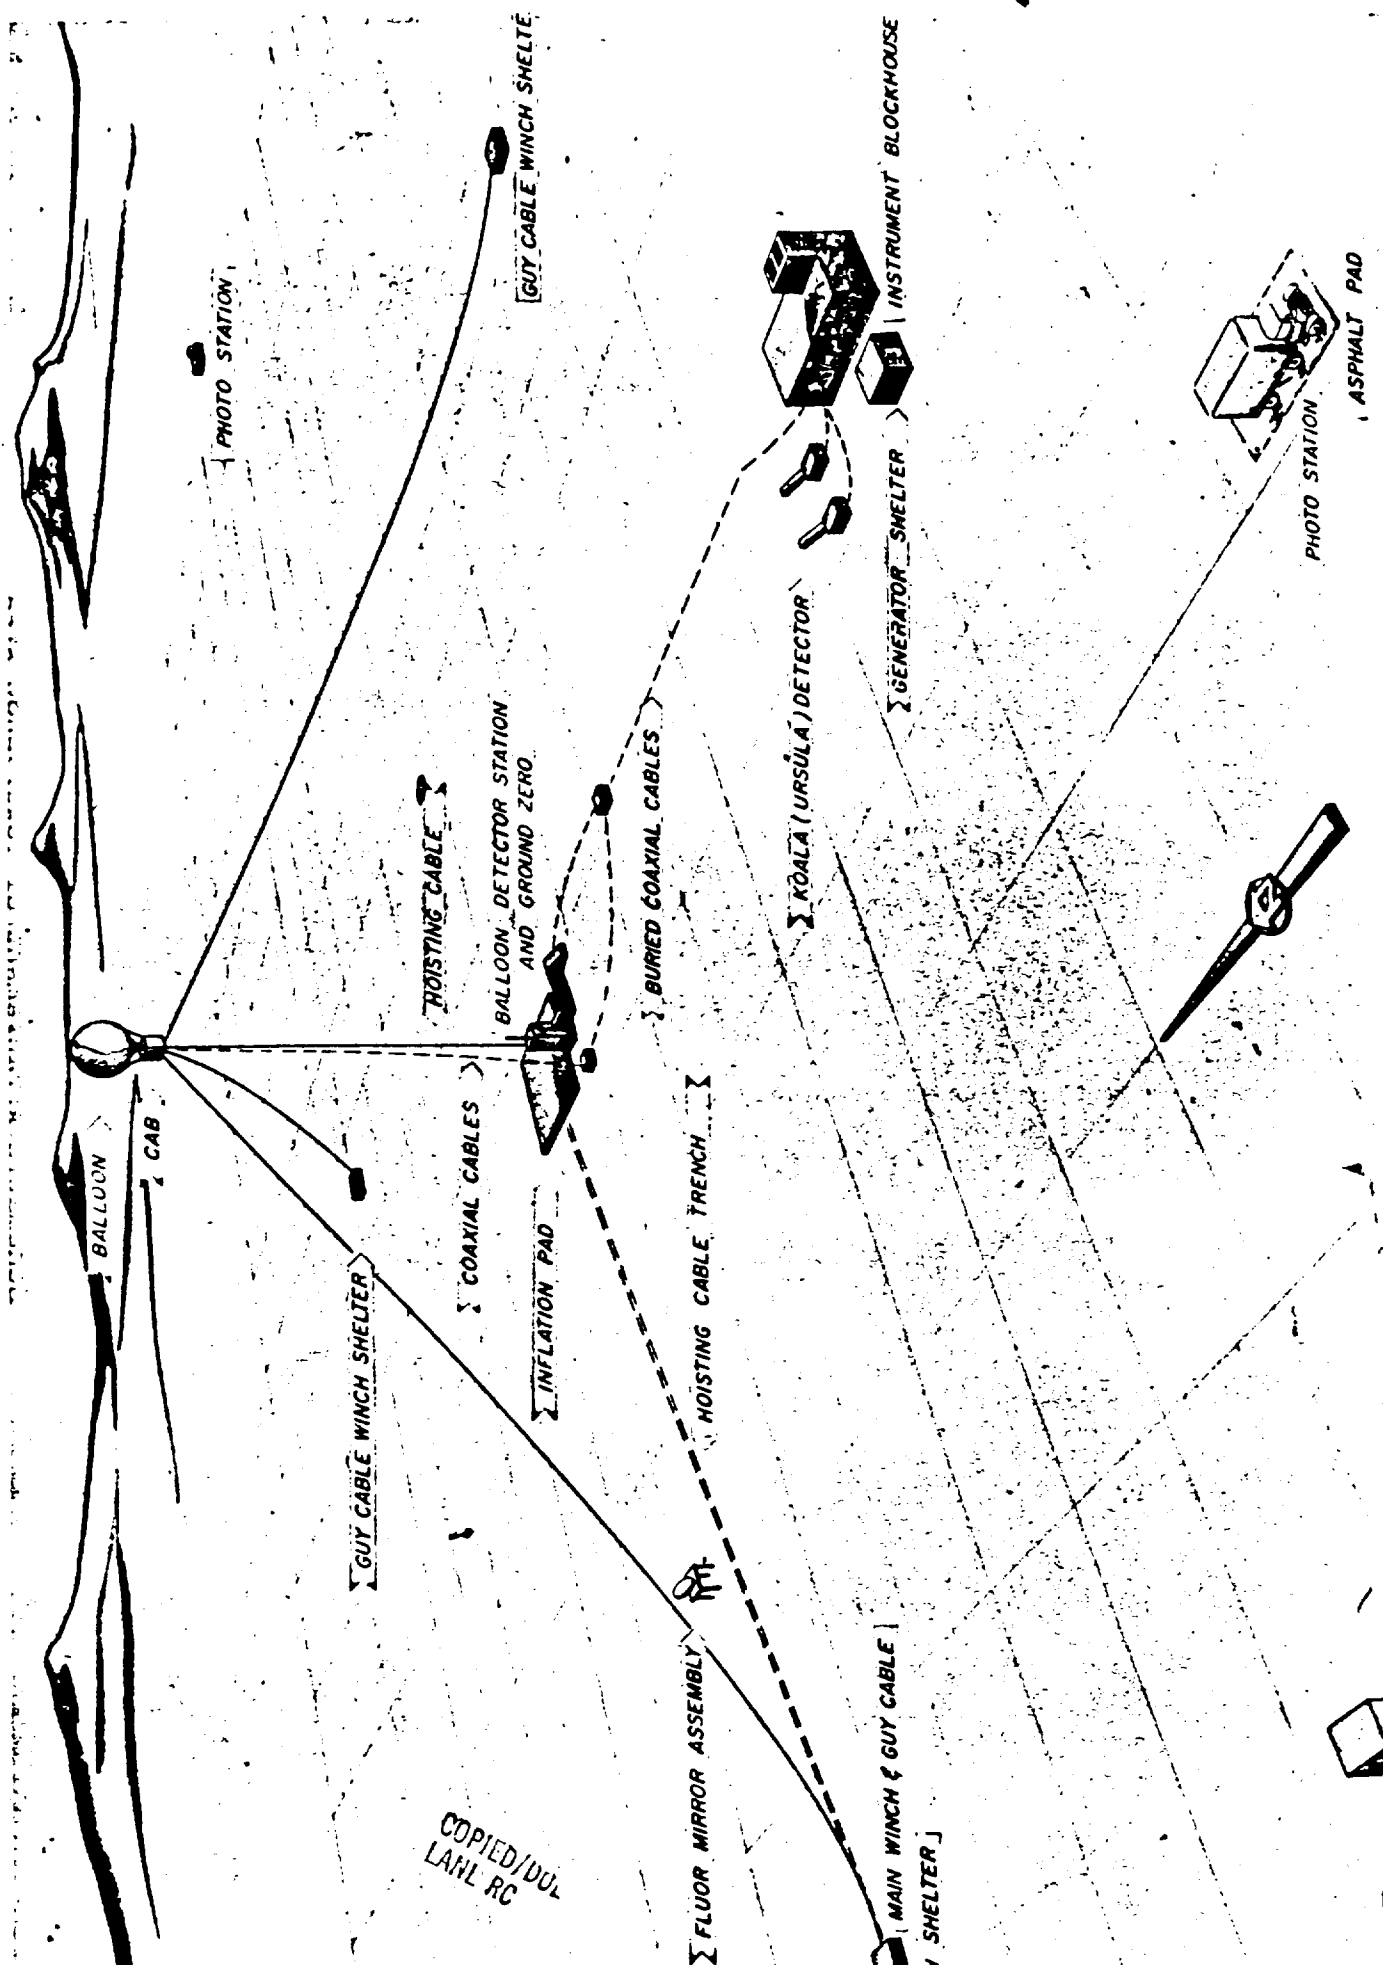 BALLOON
CAB
PHOTO STATION
GUY CABLE WINCH SHELTE
GUY CABLE WINCH SHELTER
HOISTING CABLE
COAXIAL CABLES
BALLOON DETECTOR STATION
AND GROUND ZERO
INFLATION PAD
BURIED COAXIAL CABLES
HOISTING CABLE TRENCH
FLUOR MIRROR ASSEMBLY
KOALA (URSULA) DETECTOR
INSTRUMENT BLOCKHOUSE
GENERATOR SHELTER
MAIN WINCH & GUY CABLE
SHELTER
PHOTO STATION
ASPHALT PAD
COPIED/DOE
LANL RC